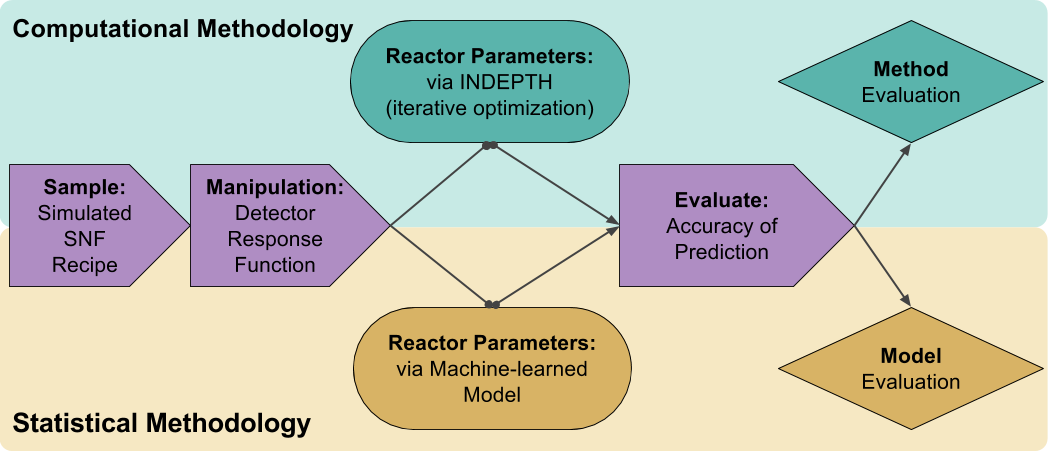 Computational Methodology
Reactor Parameters:
via INDEPTH
(iterative optimization)
Method
Evaluation
Sample:
Simulated
SNF
Recipe
Manipulation:
Detector
Response
Function
Evaluate:
Accuracy of
Prediction
Reactor Parameters:
via Machine-learned
Model
Model
Evaluation
Statistical Methodology